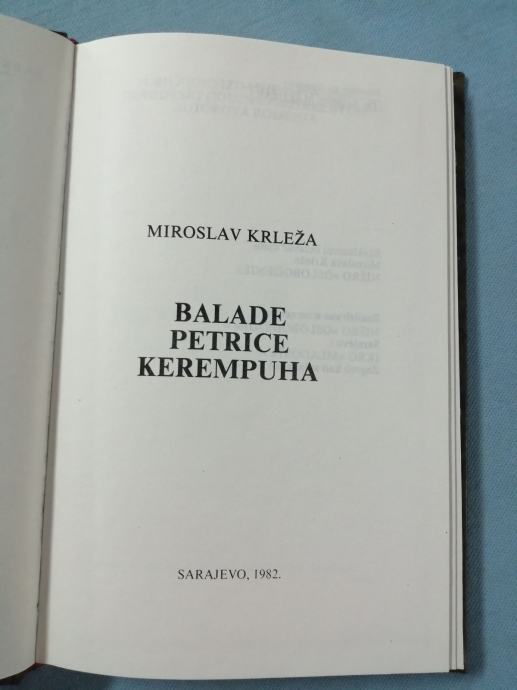 MIROSLAV KRLEŽA
BALADE
PETRICE
KEREMPUHA
SARAJEVO, 1982.